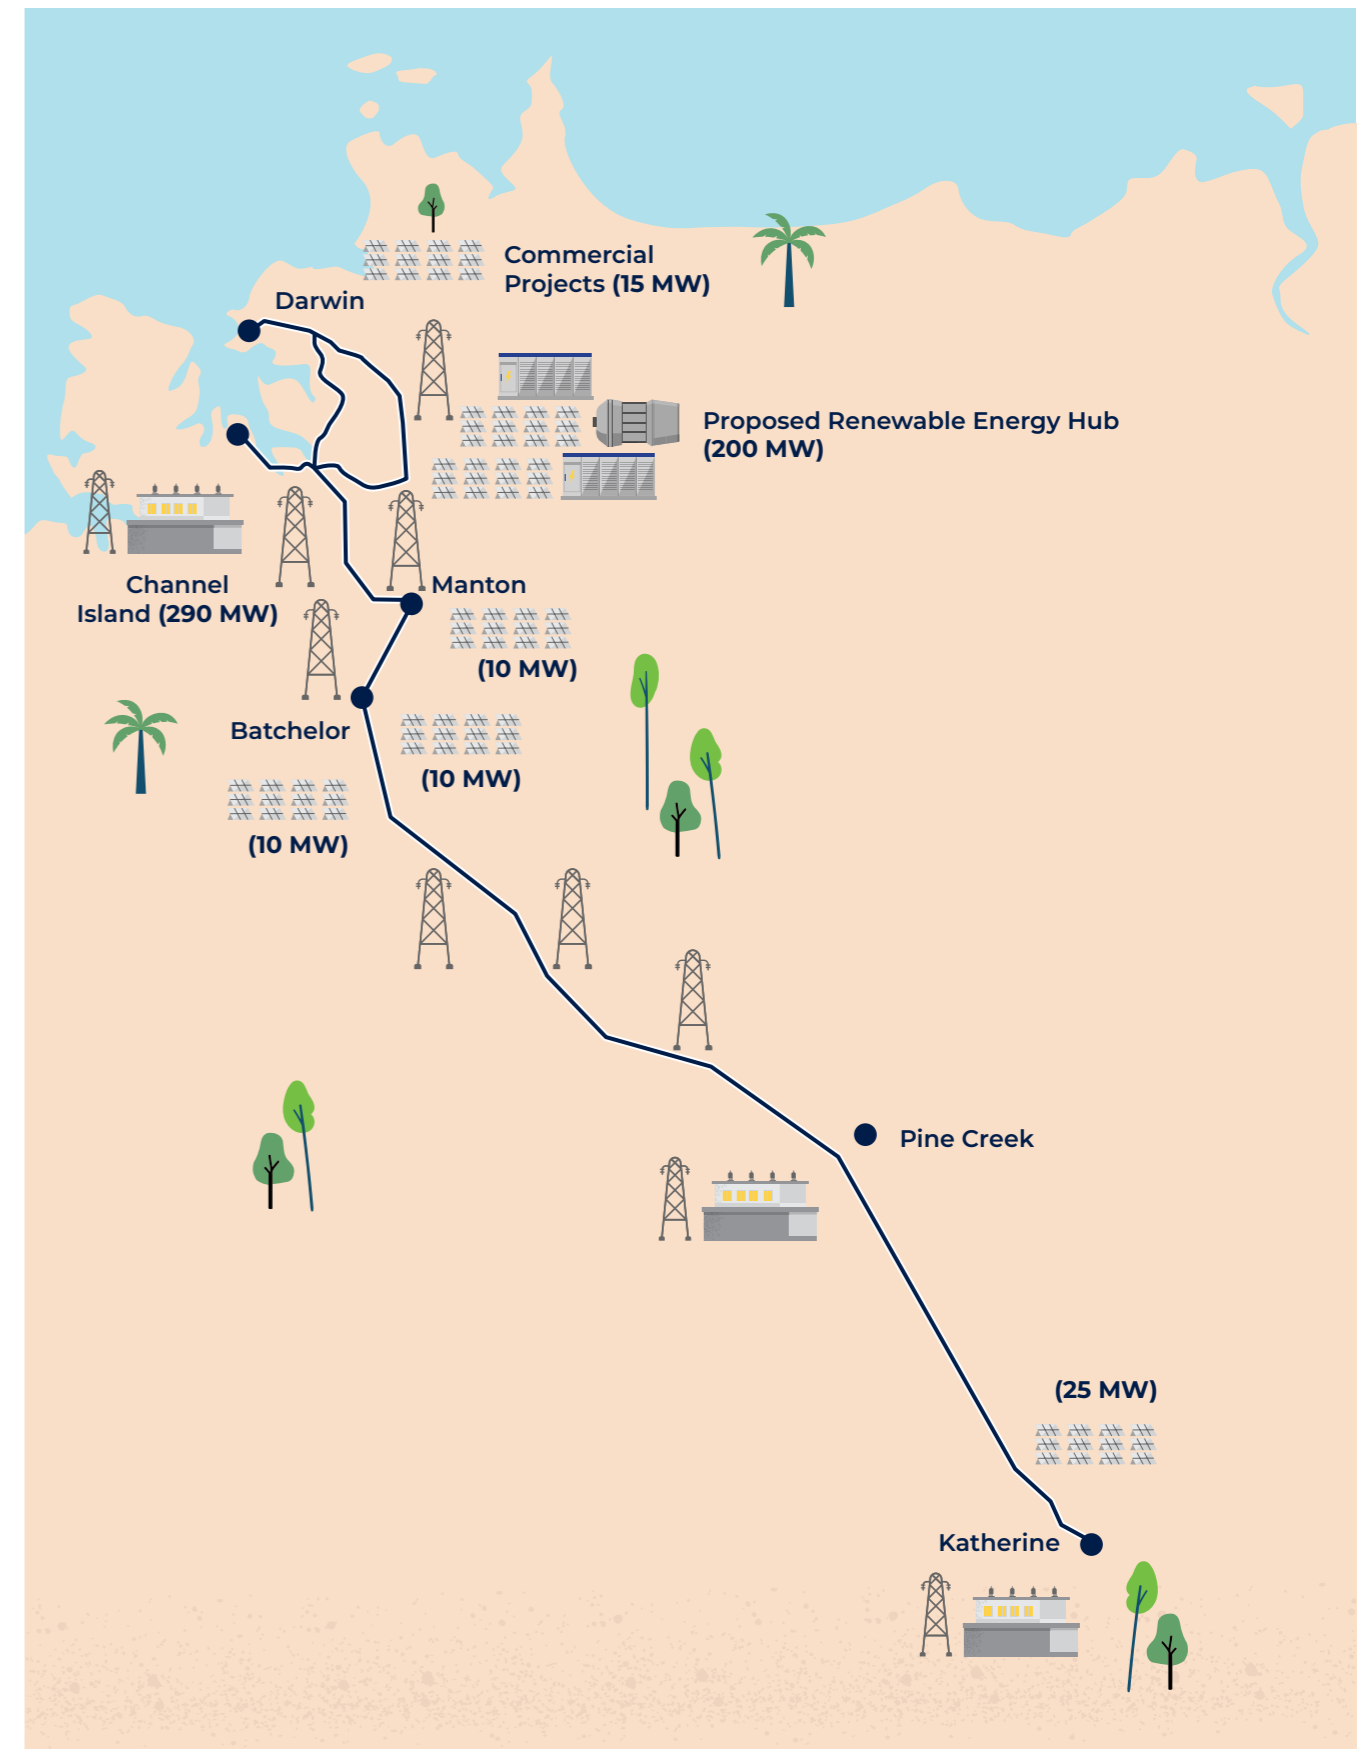 Commercial
Projects (15 MW)
Darwin
Proposed Renewable Energy Hub
(200 MW)
Channel
Island (290 MW)
Manton
(10 MW)
Batchelor
(10 MW)
(10 MW)
Pine Creek
(25 MW)
Katherine